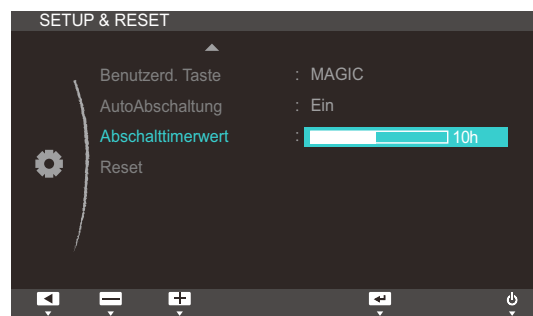 SETUP & RESET
Benutzerd. Taste : MAGIC
AutoAbschaltung : Ein
Abschalttimerwert : 10h
Reset